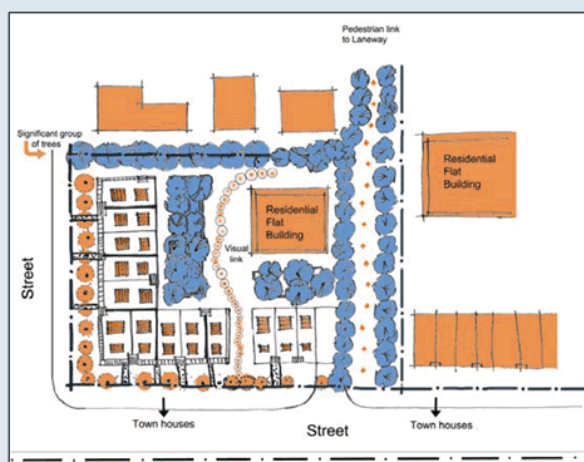 Pedestrian link
to Laneway
Significant group
of trees
Residential
Flat
Building
Residential
Flat
Building
Visual
link
Street
Town houses
Street
Town houses